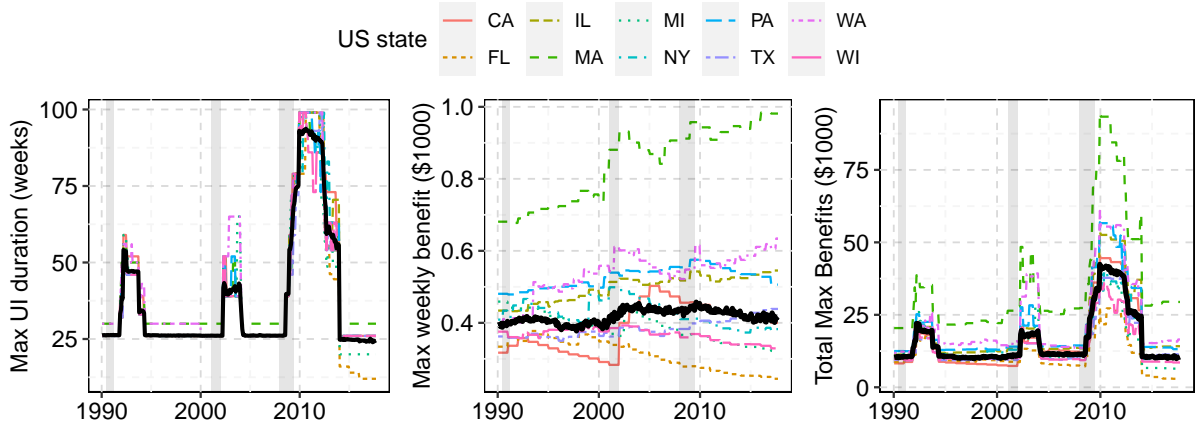 US state
CA IL MI PA WA
FL MA NY TX WI
Max UI duration (weeks)
100
75
50
25
1990 2000 2010
Max weekly benefit ($1000)
1.0
0.8
0.6
0.4
1990 2000 2010
Total Max Benefits ($1000)
75
50
25
0
1990 2000 2010